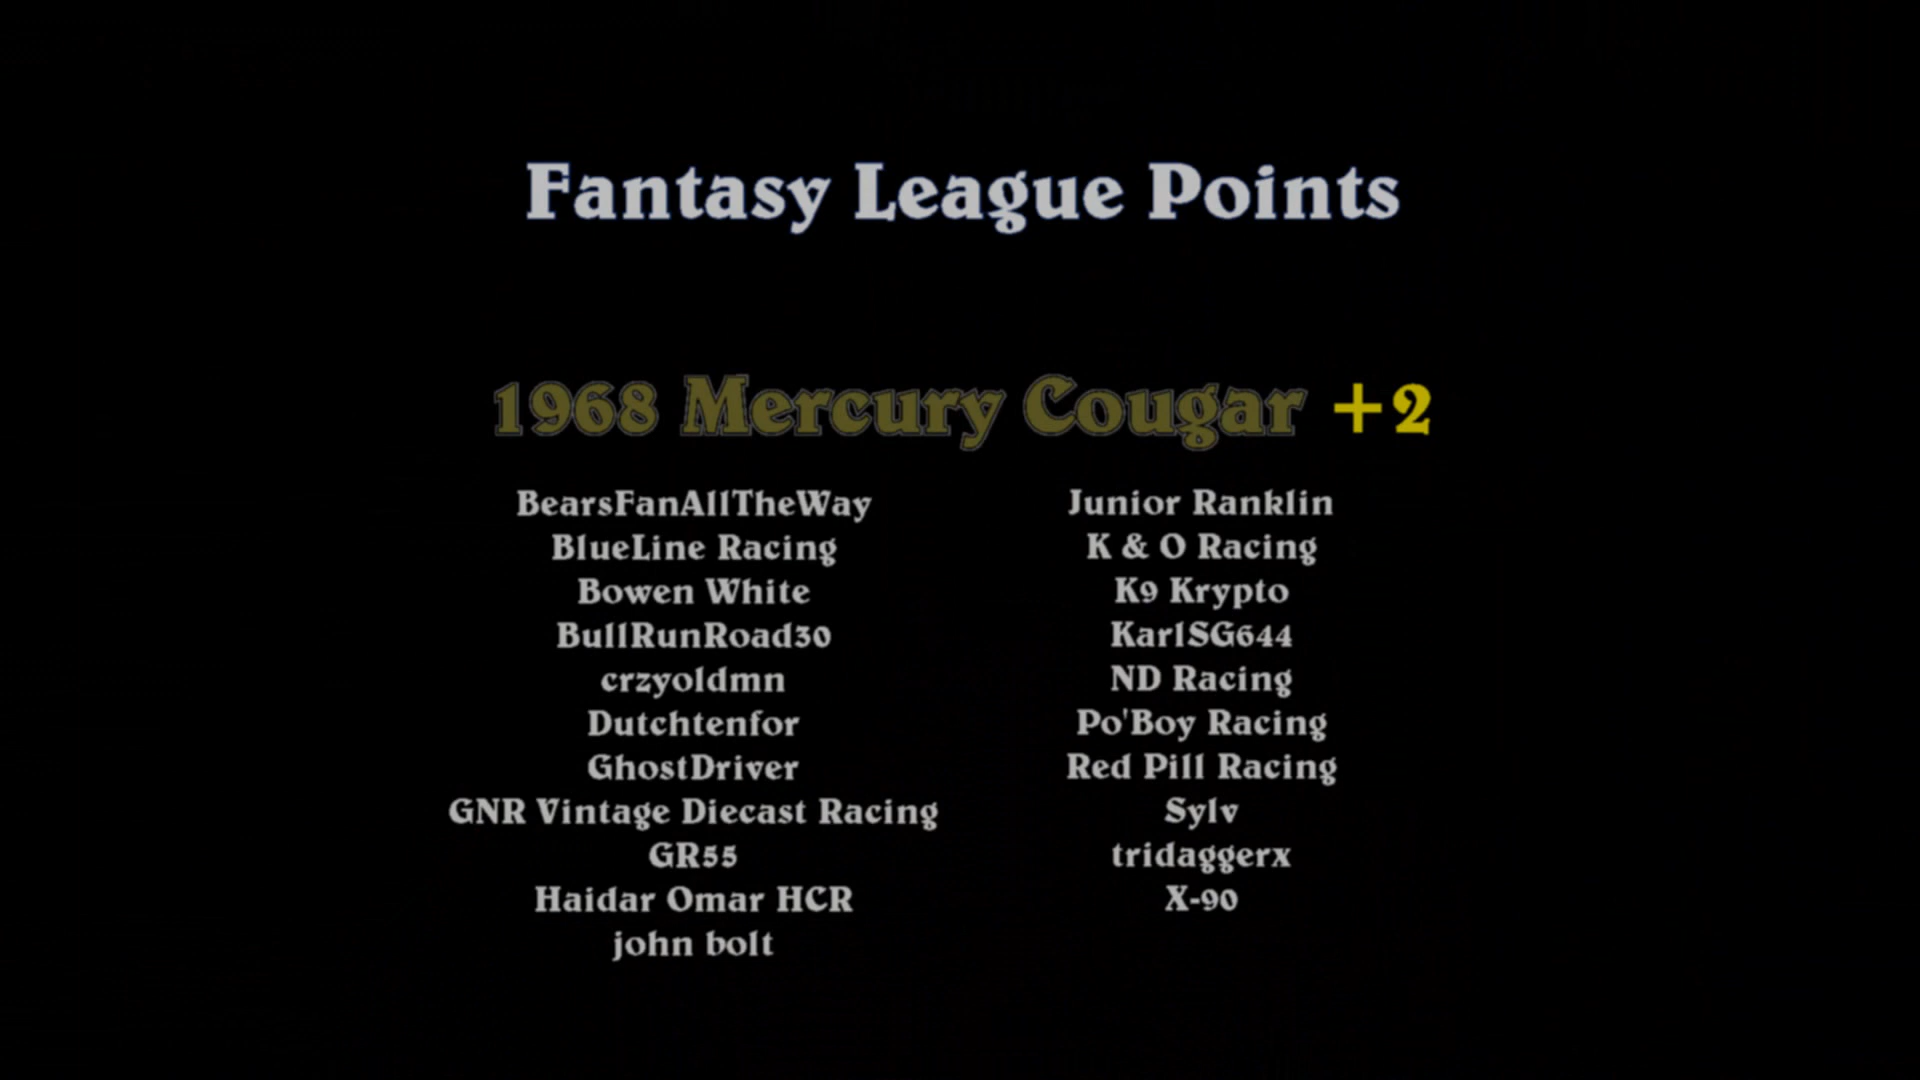 Fantasy League Points
1968 Mercury Cougar +2
BearsFanAllTheWay
BlueLine Racing
Bowen White
BullRunRoad30
crzyoldmn
Dutchtenfor
GhostDriver
GNR Vintage Diecast Racing
GR55
Haidar Omar HCR
john bolt
Junior Ranklin
K & O Racing
K9 Krypto
KarlSG644
ND Racing
Po'Boy Racing
Red Pill Racing
Sylv
tridaggerx
X-90